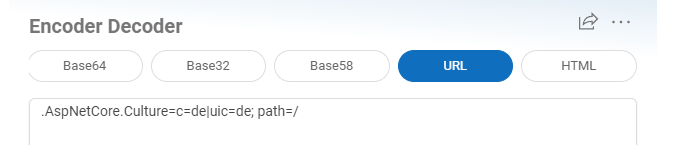 Encoder Decoder
Base64 Base32 Base58 URL HTML
.AspNetCore.Culture=c=de|uic=de; path=/